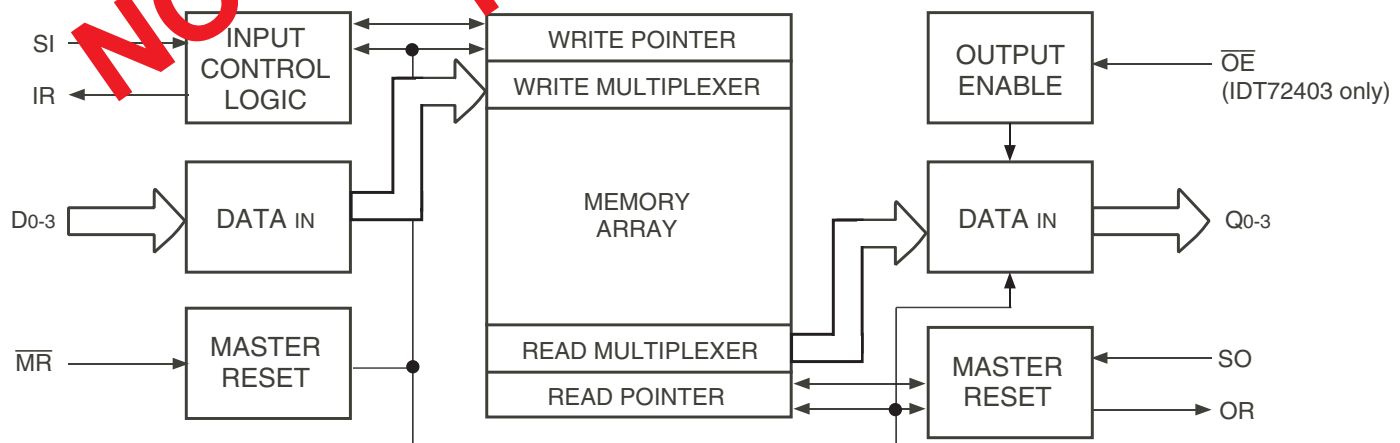 NO
SI
IR
INPUT
CONTROL
LOGIC
WRITE POINTER
WRITE MULTIPLEXER
OUTPUT
ENABLE
OE
(IDT72403 only)
D0-3
DATA IN
MEMORY
ARRAY
DATA IN
Q0-3
MR
MASTER
RESET
READ MULTIPLEXER
READ POINTER
MASTER
RESET
SO
OR